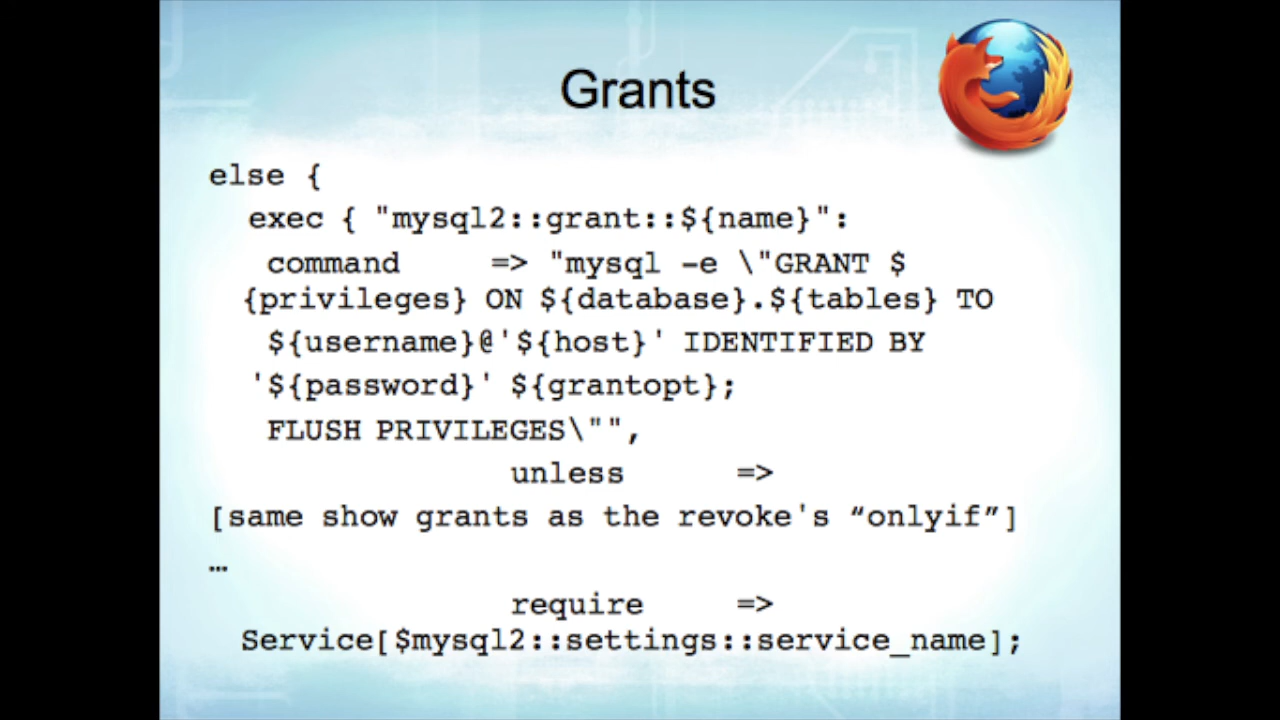 Grants
else {
exec { "mysql2::grant::${name}":
command => "mysql -e \"GRANT $
{privileges} ON ${database}.${tables} TO
${username}@'${host}' IDENTIFIED BY
'${password}' ${grantopt};
FLUSH PRIVILEGES\"",
unless =>
[same show grants as the revoke's “onlyif”]
…
require =>
Service[$mysql2::settings::service_name];